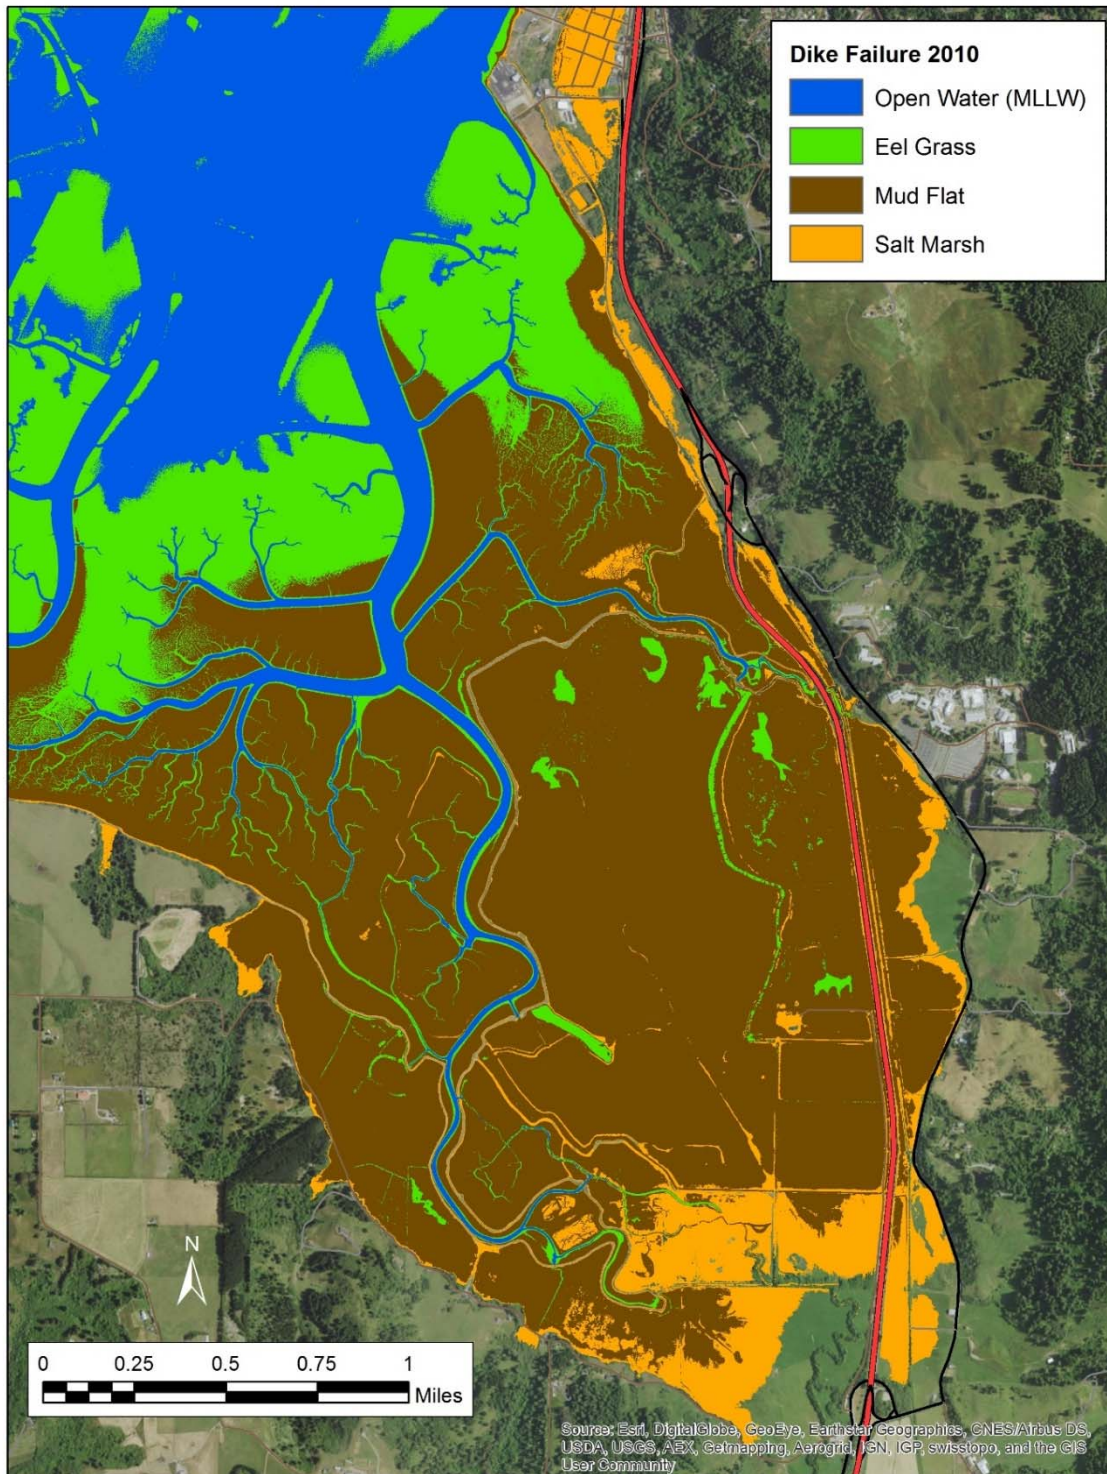 Dike Failure 2010
Open Water (MLLW)
Eel Grass
Mud Flat
Salt Marsh
N
0 0.25 0.5 0.75 1
Miles
Source: Esri, DigitalGlobe, GeoEye, Earthstar Geographics, CNES/Airbus DS,
USDA, USGS, AEX, Getmapping, Aerogrid, IGN, IGP, swisstopo, and the GIS
User Community